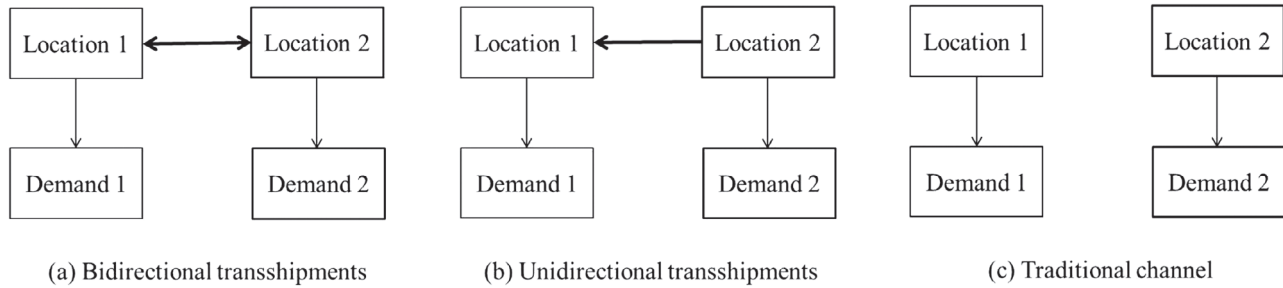 Location 1
Location 2
Demand 1
Demand 2
(a) Bidirectional transshipments
Location 1
Location 2
Demand 1
Demand 2
(b) Unidirectional transshipments
Location 1
Location 2
Demand 1
Demand 2
(c) Traditional channel